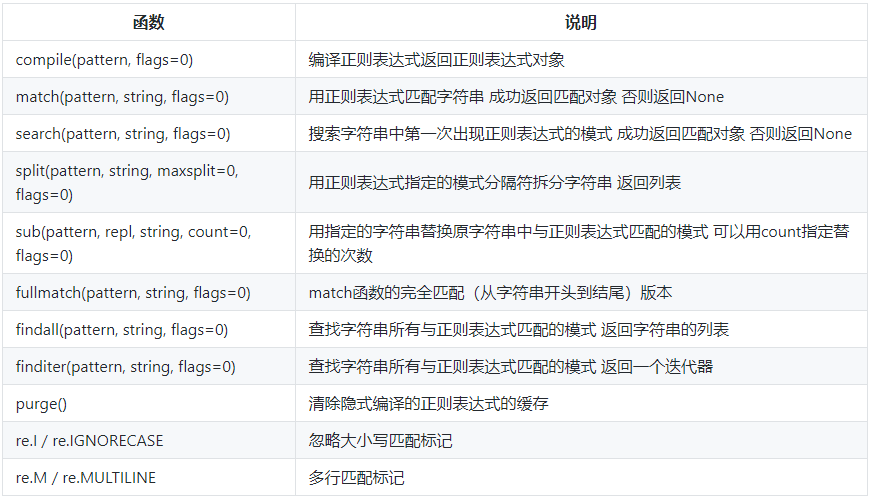 函数 说明
compile(pattern, flags=0) 编译正则表达式返回正则表达式对象
match(pattern, string, flags=0) 用正则表达式匹配字符串 成功返回匹配对象 否则返回None
search(pattern, string, flags=0) 搜索字符串中第一次出现正则表达式的模式 成功返回匹配对象 否则返回None
split(pattern, string, maxsplit=0,
flags=0)
用正则表达式指定的模式分隔符拆分字符串 返回列表
sub(pattern, repl, string, count=0,
flags=0)
用指定的字符串替换原字符串中与正则表达式匹配的模式 可以用count指定替
换的次数
fullmatch(pattern, string, flags=0) match函数的完全匹配（从字符串开头到结尾）版本
findall(pattern, string, flags=0) 查找字符串所有与正则表达式匹配的模式 返回字符串的列表
finditer(pattern, string, flags=0) 查找字符串所有与正则表达式匹配的模式 返回一个迭代器
purge() 清除隐式编译的正则表达式的缓存
re.I / re.IGNORECASE 忽略大小写匹配标记
re.M / re.MULTILINE 多行匹配标记